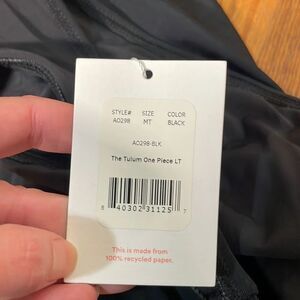 STYLE# SIZE COLOR
A0298 MT BLACK
A0298-BLK
The Tulum One Piece LT
8 40302 31125 7
This is made from
100% recycled paper.